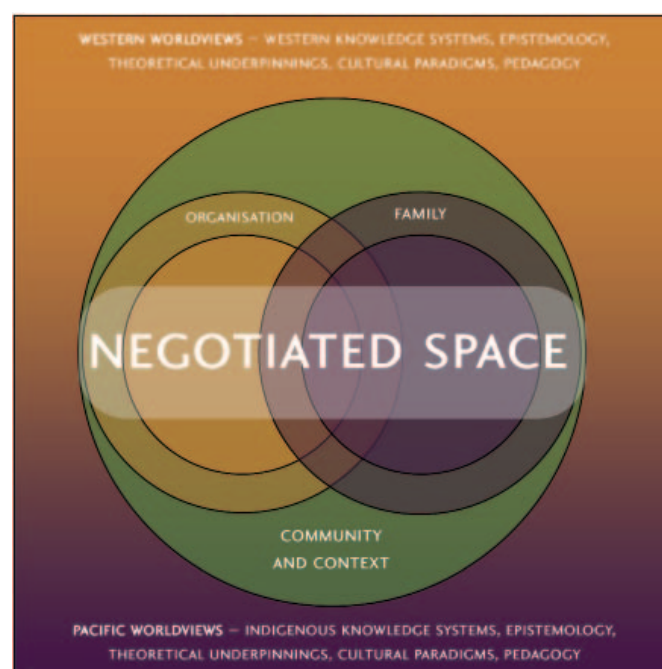 WESTERN WORLDVIEWS – WESTERN KNOWLEDGE SYSTEMS, EPISTEMOLOGY,
THEORETICAL UNDERPINNINGS, CULTURAL PARADIGMS, PEDAGOGY
ORGANISATION
FAMILY
NEGOTIATED SPACE
COMMUNITY
AND CONTEXT
PACIFIC WORLDVIEWS – INDIGENOUS KNOWLEDGE SYSTEMS, EPISTEMOLOGY,
THEORETICAL UNDERPINNINGS, CULTURAL PARADIGMS, PEDAGOGY